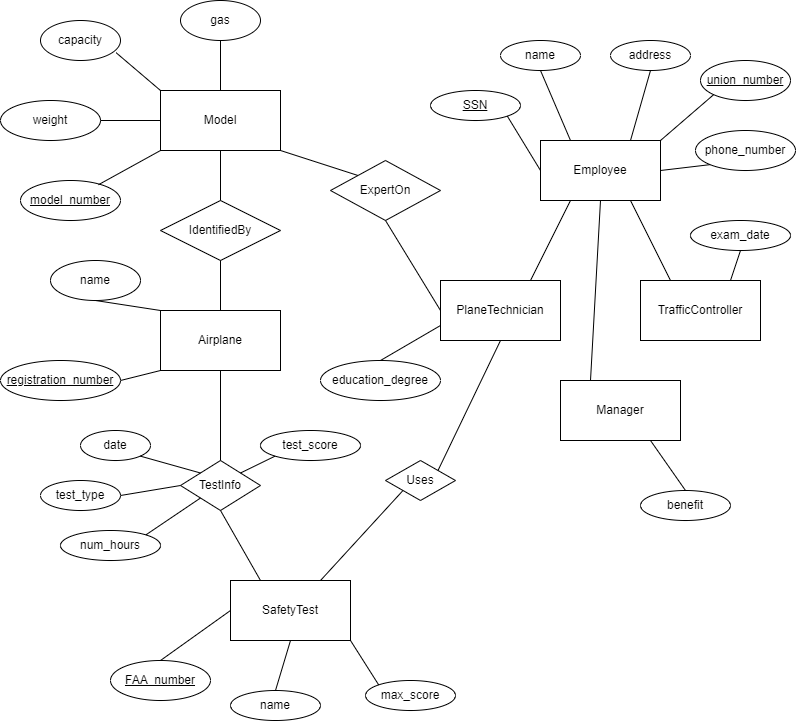 gas
capacity
name
address
union_number
Model
SSN
weight
phone_number
Employee
ExpertOn
model_number
IdentifiedBy
exam_date
name
PlaneTechnician
TrafficController
Airplane
registration_number
education_degree
Manager
date
test_score
Uses
TestInfo
test_type
benefit
num_hours
SafetyTest
FAA_number
max_score
name